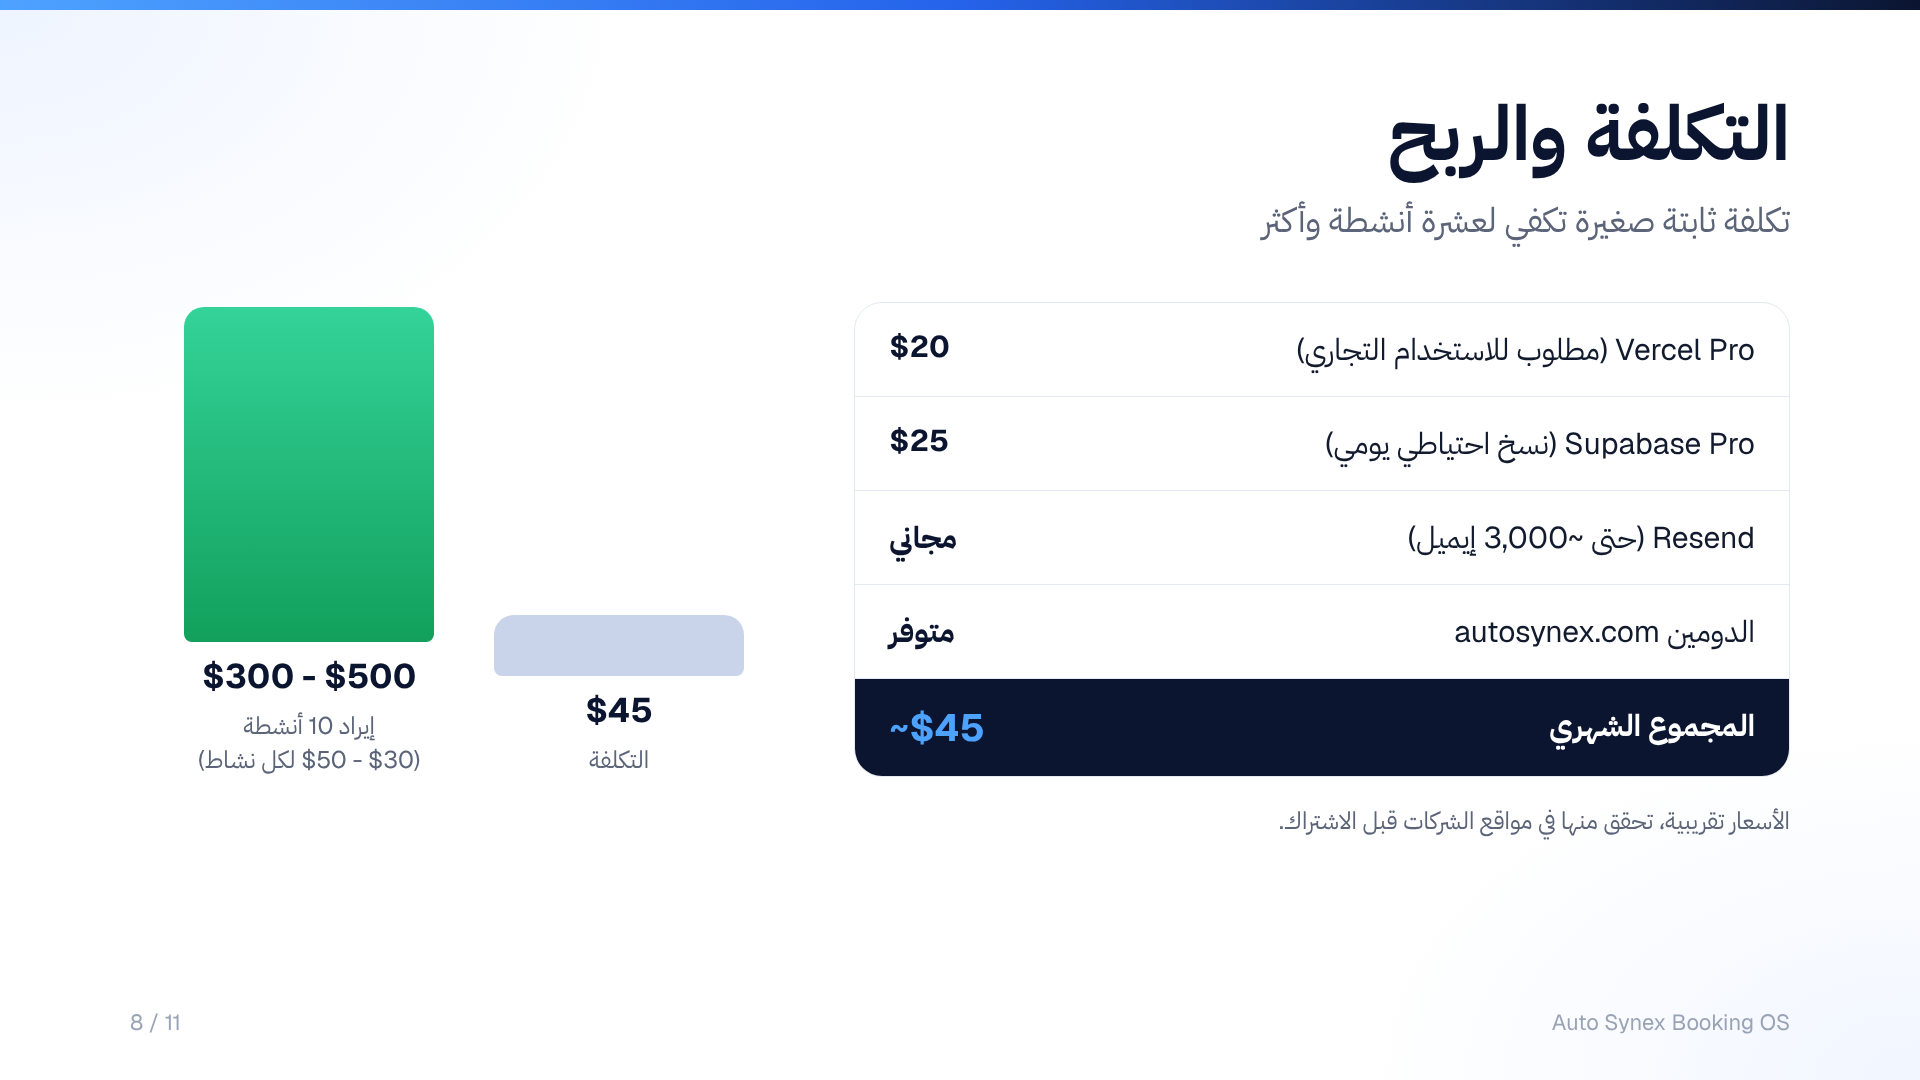 التكلفة والربح
تكلفة ثابتة صغيرة تكفي لعشرة أنشطة وأكثر
Vercel Pro (مطلوب للاستخدام التجاري)
$20
Supabase Pro (نسخ احتياطي يومي)
$25
Resend (حتى ~3,000 إيميل)
مجاني
الدومين autosynex.com
متوفر
المجموع الشهري
~$45
الأسعار تقريبية، تحقق منها في مواقع الشركات قبل الاشتراك.
$45
التكلفة
$300 - $500
إيراد 10 أنشطة
($30 - $50 لكل نشاط)
Auto Synex Booking OS
8 / 11